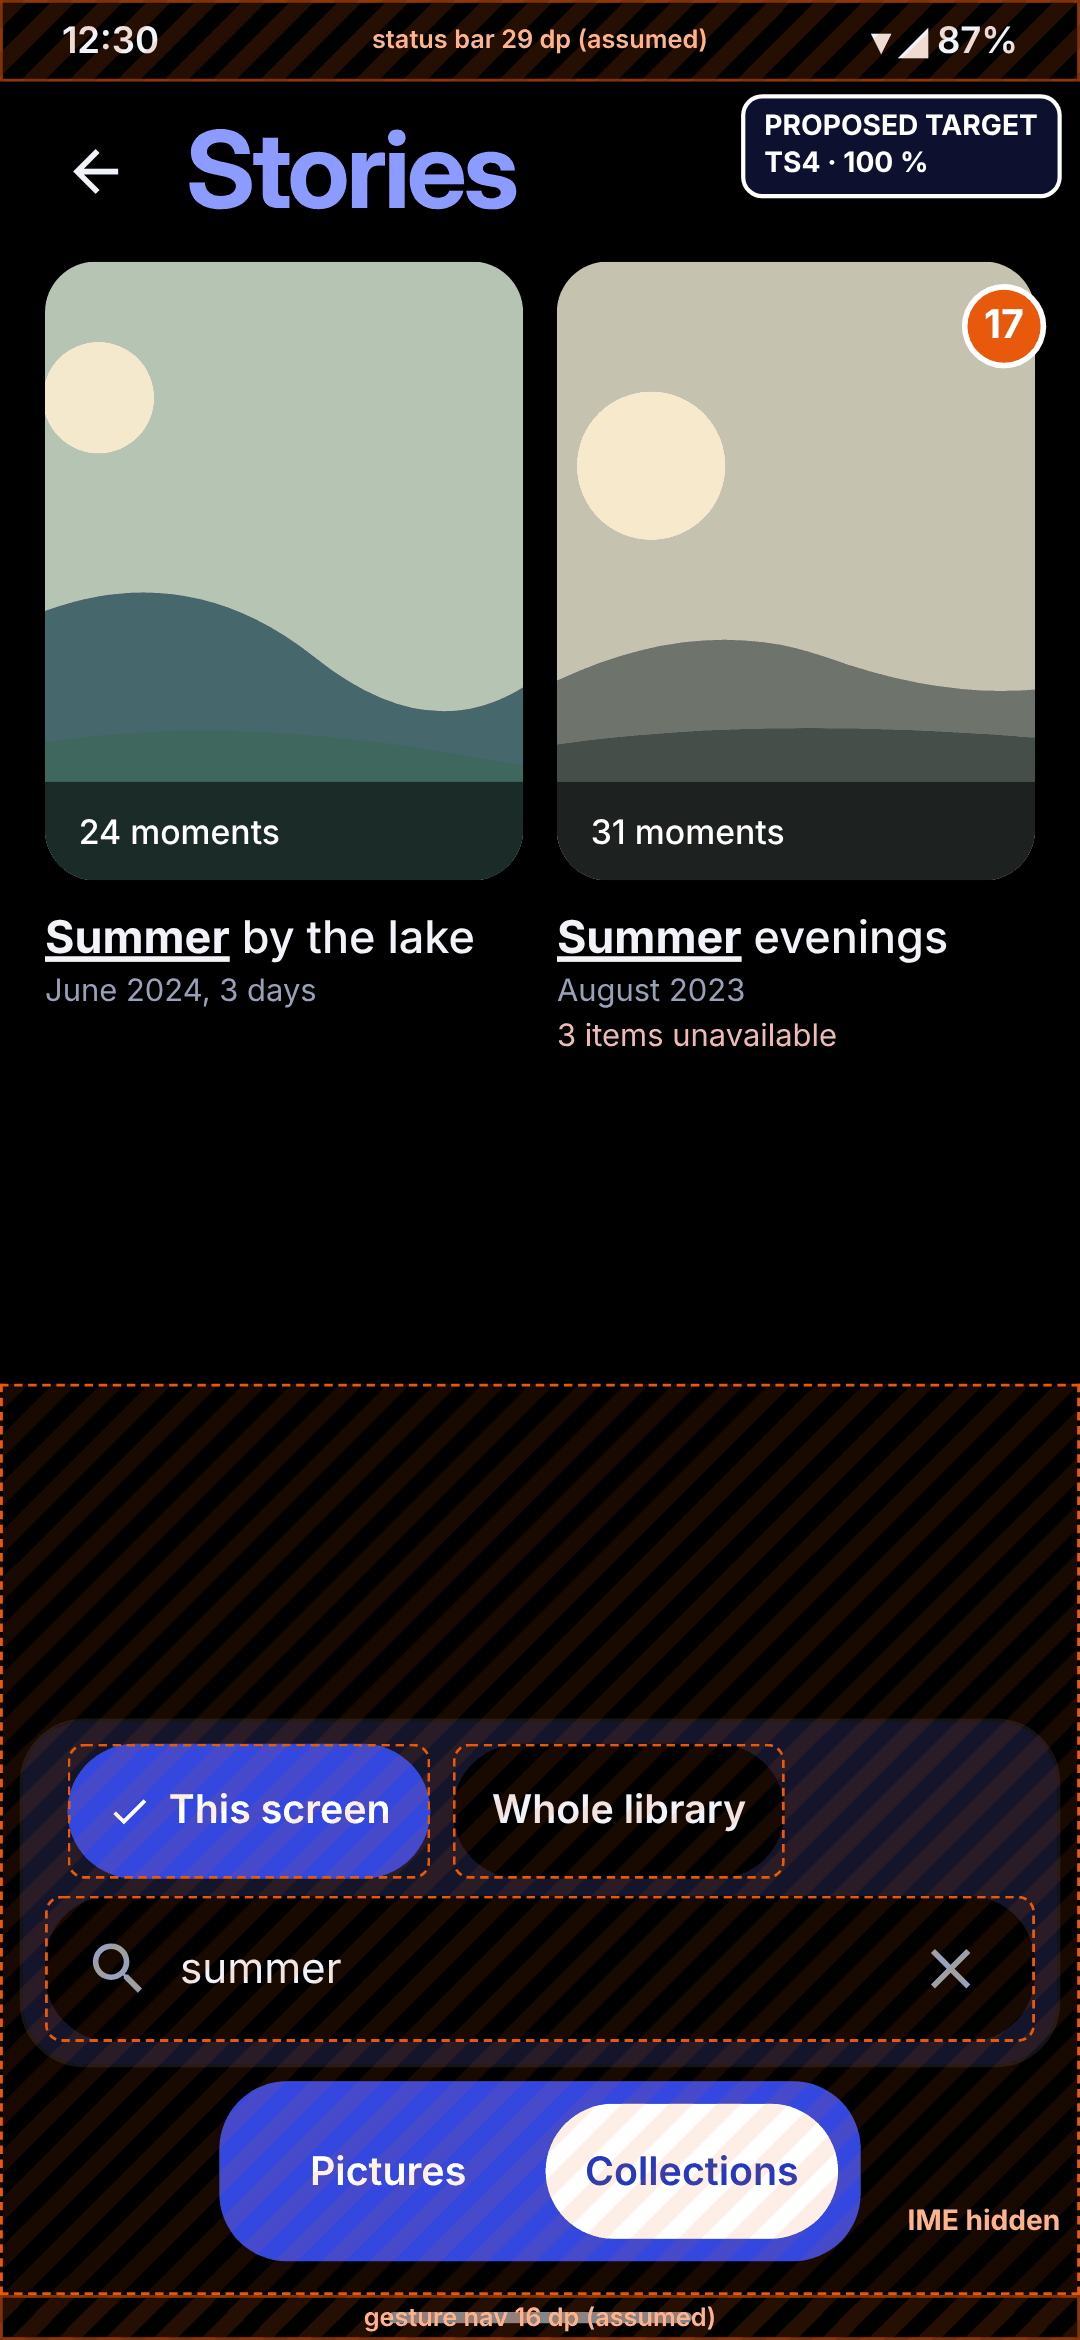 12:30
status bar 29 dp (assumed)
87%
Stories
PROPOSED TARGET
TS4 · 100 %
17
24 moments
31 moments
Summer by the lake
June 2024, 3 days
Summer evenings
August 2023
3 items unavailable
This screen
Whole library
summer
Pictures
Collections
IME hidden
gesture nav 16 dp (assumed)